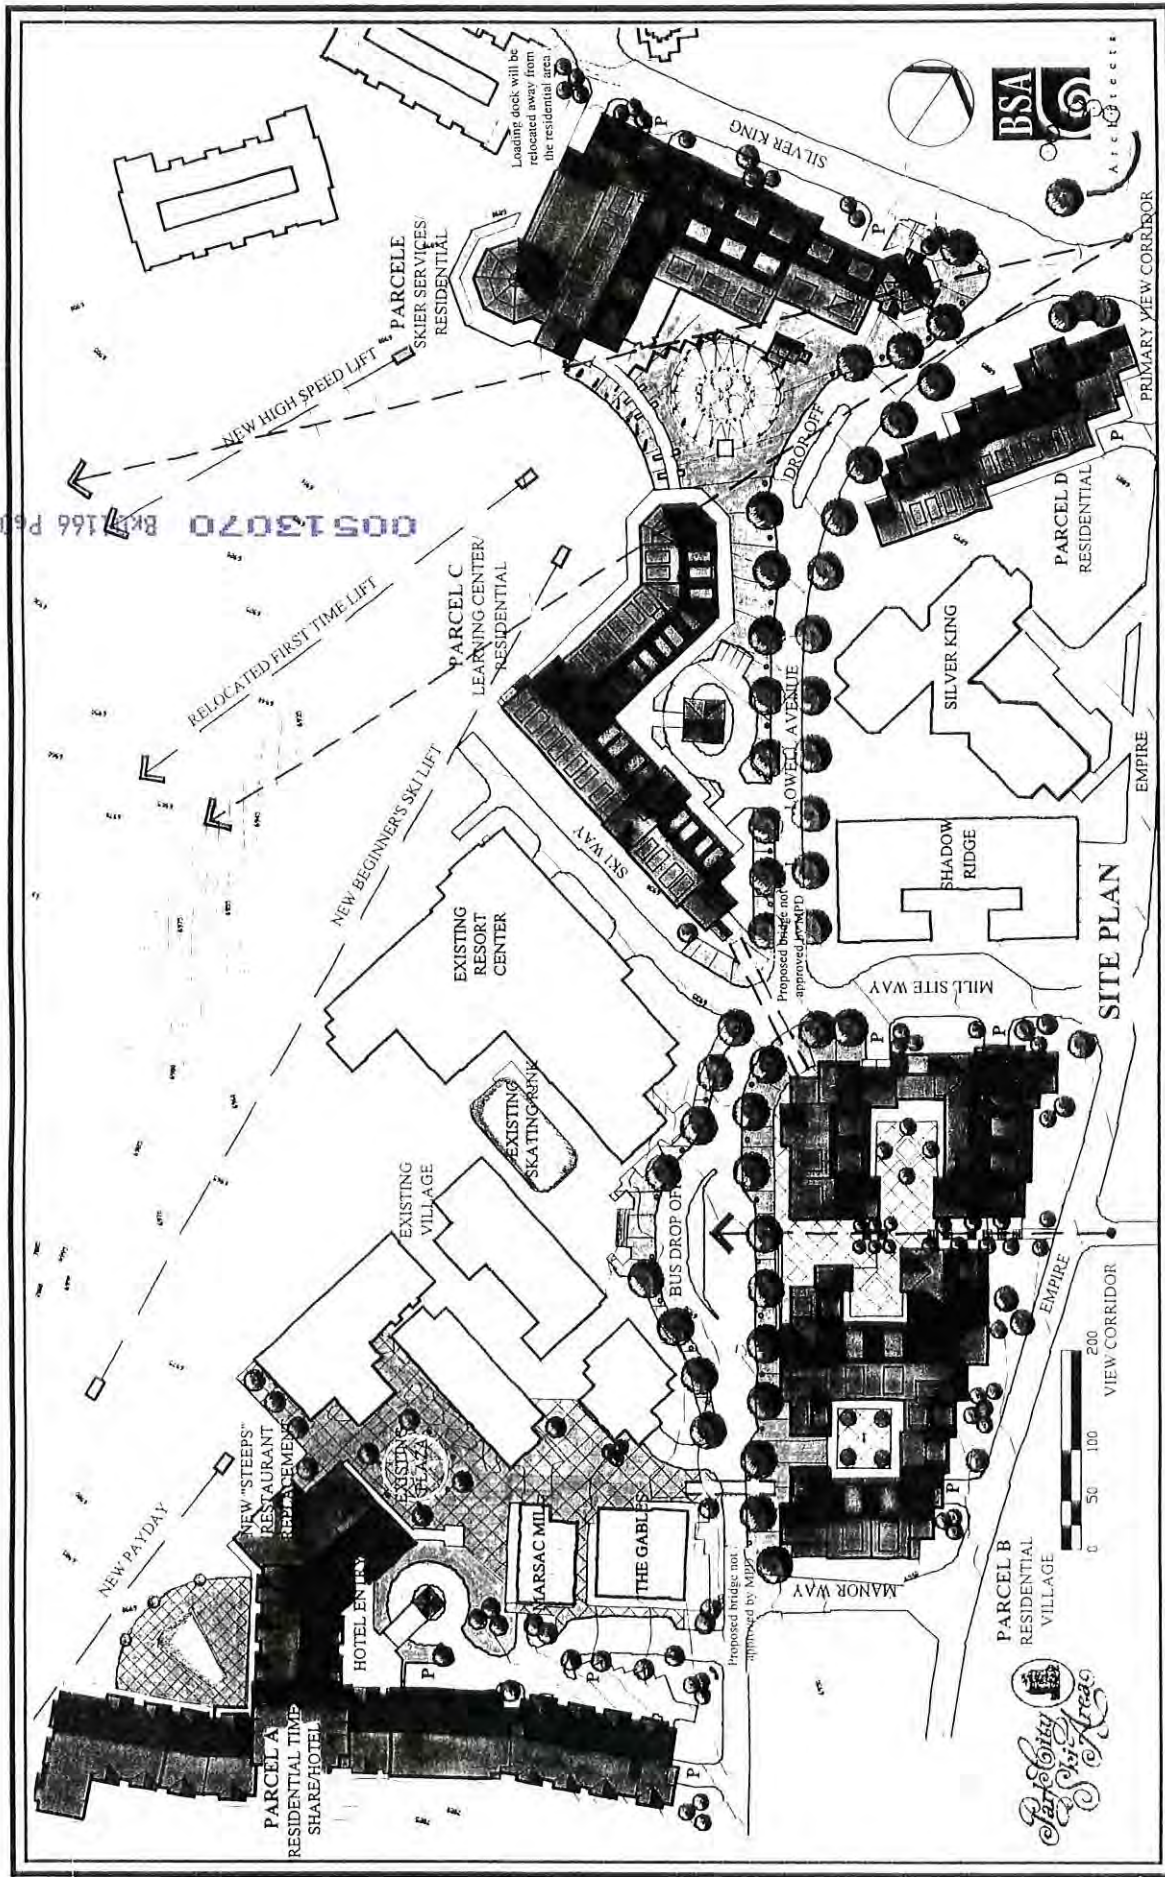 Loading dock will be
relocated away from
the residential area
SILVER KING
BSA
Architects
P
P
PARCEL E
SKIER SERVICES/
RESIDENTIAL
NEW HIGH SPEED LIFT
DROP OFF
PRIMARY VIEW CORRIDOR
P
PARCEL D
RESIDENTIAL
00513070 BK01166 PG
RELOCATED FIRST TIME LIFT
PARCEL C
LEARNING CENTER/
RESIDENTIAL
NEW BEGINNER'S SKI LIFT
SKI WAY
LOWELL AVENUE
SILVER KING
EMPIRE
SHADOW
RIDGE
EXISTING
RESORT
CENTER
Proposed bridge not
approved by MPD
MILL SITE WAY
SITE PLAN
EXISTING
SKATING RINK
EXISTING
VILLAGE
BUS DROP OFF
P
P
EMPIRE
VIEW CORRIDOR
NEW PAYDAY
NEW "STEEPS"
RESTAURANT
REPLACEMENT
EXISTING
PLAZA
HOTEL ENTRY
MARSAC MILL
THE GABLES
Proposed bridge not
approved by MPD
MANOR WAY
P
0 50 100 200
PARCEL A
RESIDENTIAL TIME
SHARE/HOTEL
P
P
PARCEL B
RESIDENTIAL
VILLAGE
Park City
Ski Area